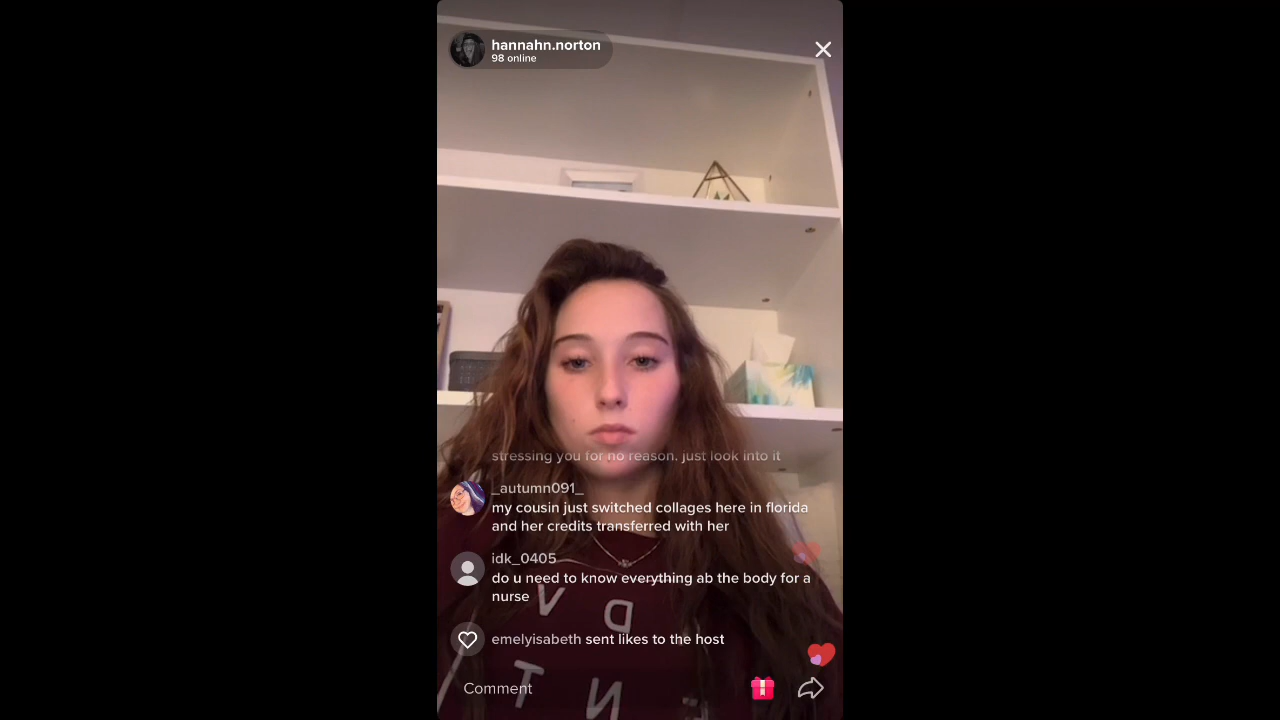 hannahn.norton
98 online
stressing you for no reason. just look into it
_autumn091_
my cousin just switched collages here in florida
and her credits transferred with her
idk_0405
do u need to know everything ab the body for a
nurse
V D
emelyisabeth sent likes to the host
Comment
T N